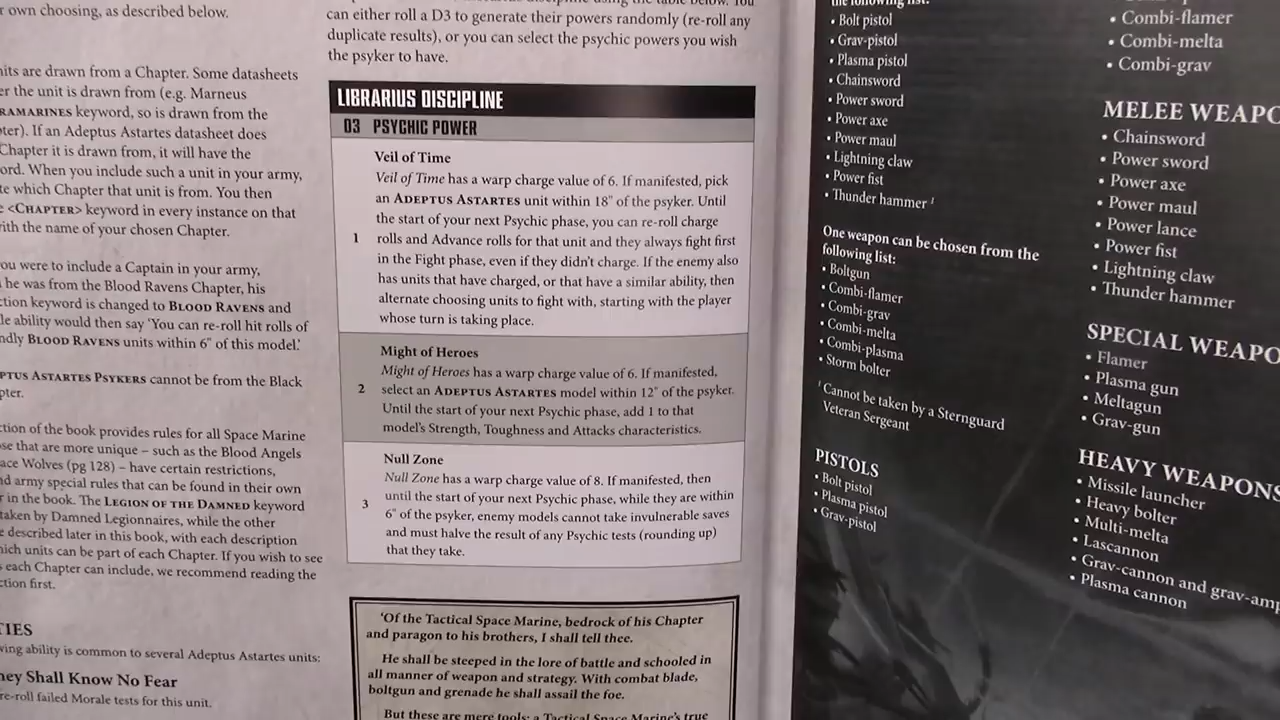 own choosing, as described below.
are drawn from a Chapter. Some datasheets
the unit is drawn from (e.g. Marneus
keyword, so is drawn from the
If an Adeptus Astartes datasheet does
Chapter it is drawn from, it will have the
When you include such a unit in your army,
which Chapter that unit is from. You then
<CHAPTER> keyword in every instance on that
with the name of your chosen Chapter.
you were to include a Captain in your army,
he was from the Blood Ravens Chapter, his
keyword is changed to BLOOD RAVENS and
ability would then say 'You can re-roll hit rolls of
BLOOD RAVENS units within 6" of this model.'
ASTARTES PSYKERS cannot be from the Black
of the book provides rules for all Space Marine
that are more unique – such as the Blood Angels
Wolves (pg 128) – have certain restrictions,
army special rules that can be found in their own
in the book. The LEGION OF THE DAMNED keyword
taken by Damned Legionnaires, while the other
described later in this book, with each description
units can be part of each Chapter. If you wish to see
each Chapter can include, we recommend reading the
first.
ability is common to several Adeptus Astartes units:
Shall Know No Fear
re-roll failed Morale tests for this unit.
discipline using the table below. You
can either roll a D3 to generate their powers randomly (re-roll any
duplicate results), or you can select the psychic powers you wish
the psyker to have.
LIBRARIUS DISCIPLINE
D3 PSYCHIC POWER
Veil of Time
Veil of Time has a warp charge value of 6. If manifested, pick
an ADEPTUS ASTARTES unit within 18" of the psyker. Until
the start of your next Psychic phase, you can re-roll charge
1 rolls and Advance rolls for that unit and they always fight first
in the Fight phase, even if they didn't charge. If the enemy also
has units that have charged, or that have a similar ability, then
alternate choosing units to fight with, starting with the player
whose turn is taking place.
Might of Heroes
Might of Heroes has a warp charge value of 6. If manifested,
2 select an ADEPTUS ASTARTES model within 12" of the psyker.
Until the start of your next Psychic phase, add 1 to that
model's Strength, Toughness and Attacks characteristics.
Null Zone
Null Zone has a warp charge value of 8. If manifested, then
until the start of your next Psychic phase, while they are within
3 6" of the psyker, enemy models cannot take invulnerable saves
and must halve the result of any Psychic tests (rounding up)
that they take.
'Of the Tactical Space Marine, bedrock of his Chapter
and paragon to his brothers, I shall tell thee.
He shall be steeped in the lore of battle and schooled in
all manner of weapon and strategy. With combat blade,
boltgun and grenade he shall assail the foe.
But these are mere tools; a Tactical Space Marine's true
the following list:
• Bolt pistol
• Grav-pistol
• Plasma pistol
• Chainsword
• Power sword
• Power axe
• Power maul
• Lightning claw
• Power fist
• Thunder hammer ¹
One weapon can be chosen from the
following list:
• Boltgun
• Combi-flamer
• Combi-grav
• Combi-melta
• Combi-plasma
• Storm bolter
¹ Cannot be taken by a Sternguard
Veteran Sergeant
PISTOLS
• Bolt pistol
• Plasma pistol
• Grav-pistol
• Combi-flamer
• Combi-melta
• Combi-grav
MELEE WEAPO
• Chainsword
• Power sword
• Power axe
• Power maul
• Power lance
• Power fist
• Lightning claw
• Thunder hammer
SPECIAL WEAPO
• Flamer
• Plasma gun
• Meltagun
• Grav-gun
HEAVY WEAPONS
• Missile launcher
• Heavy bolter
• Multi-melta
• Lascannon
• Grav-cannon and grav-amp
• Plasma cannon